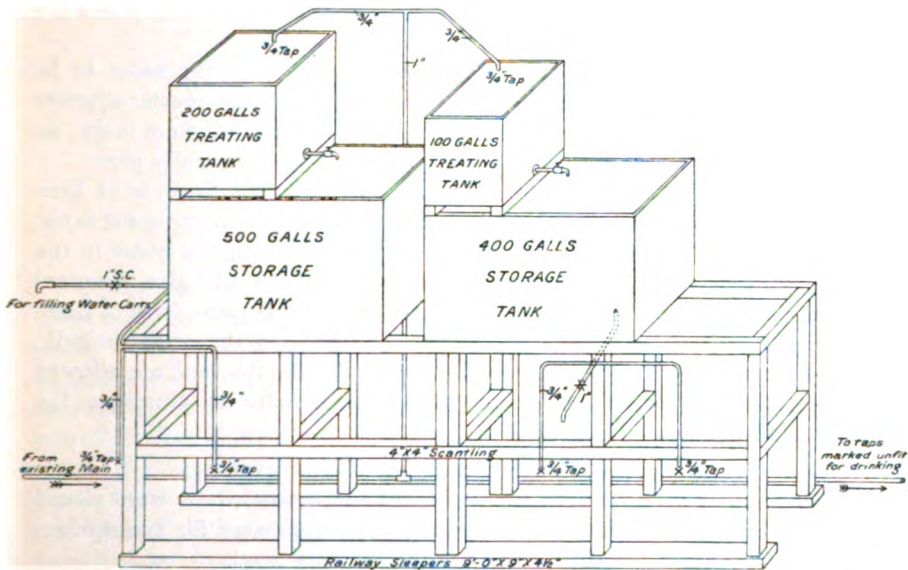 3/4"
3/4 Tap
3/4"
1"
3/4" Tap
200 GALLS
TREATING
TANK
100 GALLS
TREATING
TANK
500 GALLS
STORAGE
TANK
400 GALLS
STORAGE
TANK
1" S.C.
For filling Water Carts
3/4"
3/4"
3/4"
1"
4" X 4" Scantling
From
existing Main
3/4" Taps
3/4" Tap
3/4" Tap
3/4" Tap
To taps
marked unfit
for drinking
Railway Sleepers 9'-0" X 9" X 4½"